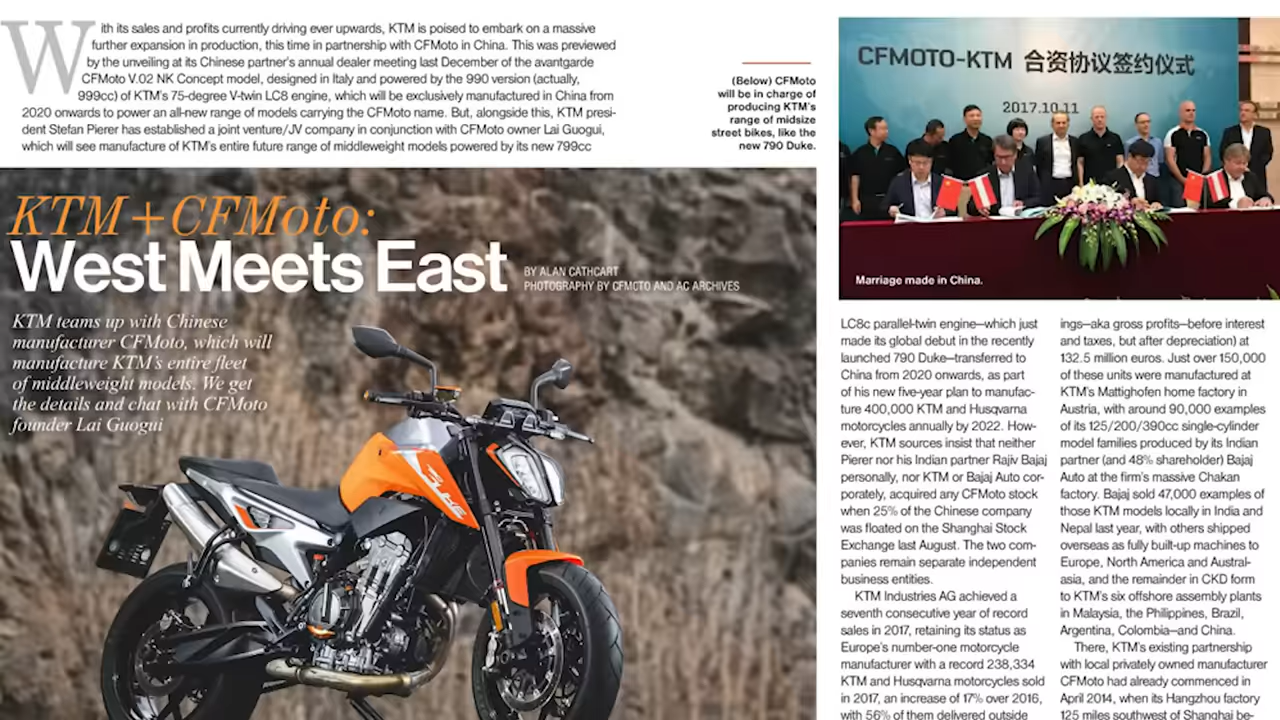 With its sales and profits currently driving ever upwards, KTM is poised to embark on a massive
further expansion in production, this time in partnership with CFMoto in China. This was previewed
by the unveiling at its Chinese partner's annual dealer meeting last December of the avantgarde
CFMoto V.02 NK Concept model, designed in Italy and powered by the 990 version (actually,
999cc) of KTM's 75-degree V-twin LC8 engine, which will be exclusively manufactured in China from
2020 onwards to power an all-new range of models carrying the CFMoto name. But, alongside this, KTM presi-
dent Stefan Pierer has established a joint venture/JV company in conjunction with CFMoto owner Lai Guogui,
which will see manufacture of KTM's entire future range of middleweight models powered by its new 799cc
(Below) CFMoto
will be in charge of
producing KTM's
range of midsize
street bikes, like the
new 790 Duke.
CFMOTO-KTM 合资协议签约仪式
2017.10.11
Marriage made in China.
KTM+CFMoto:
West Meets East
BY ALAN CATHCART
PHOTOGRAPHY BY CFMOTO AND AC ARCHIVES
KTM teams up with Chinese
manufacturer CFMoto, which will
manufacture KTM's entire fleet
of middleweight models. We get
the details and chat with CFMoto
founder Lai Guogui
DUKE
LC8c parallel-twin engine—which just
made its global debut in the recently
launched 790 Duke—transferred to
China from 2020 onwards, as part
of his new five-year plan to manufac-
ture 400,000 KTM and Husqvarna
motorcycles annually by 2022. How-
ever, KTM sources insist that neither
Pierer nor his Indian partner Rajiv Bajaj
personally, nor KTM or Bajaj Auto cor-
porately, acquired any CFMoto stock
when 25% of the Chinese company
was floated on the Shanghai Stock
Exchange last August. The two com-
panies remain separate independent
business entities.
KTM Industries AG achieved a
seventh consecutive year of record
sales in 2017, retaining its status as
Europe's number-one motorcycle
manufacturer with a record 238,334
KTM and Husqvarna motorcycles sold
in 2017, an increase of 17% over 2016,
with 56% of them delivered outside
ings—aka gross profits—before interest
and taxes, but after depreciation) at
132.5 million euros. Just over 150,000
of these units were manufactured at
KTM's Mattighofen home factory in
Austria, with around 90,000 examples
of its 125/200/390cc single-cylinder
model families produced by its Indian
partner (and 48% shareholder) Bajaj
Auto at the firm's massive Chakan
factory. Bajaj sold 47,000 examples of
those KTM models locally in India and
Nepal last year, with others shipped
overseas as fully built-up machines to
Europe, North America and Austral-
asia, and the remainder in CKD form
to KTM's six offshore assembly plants
in Malaysia, the Philippines, Brazil,
Argentina, Colombia—and China.
There, KTM's existing partnership
with local privately owned manufacturer
CFMoto had already commenced in
April 2014, when its Hangzhou factory
125 miles southwest of Shanghai be-